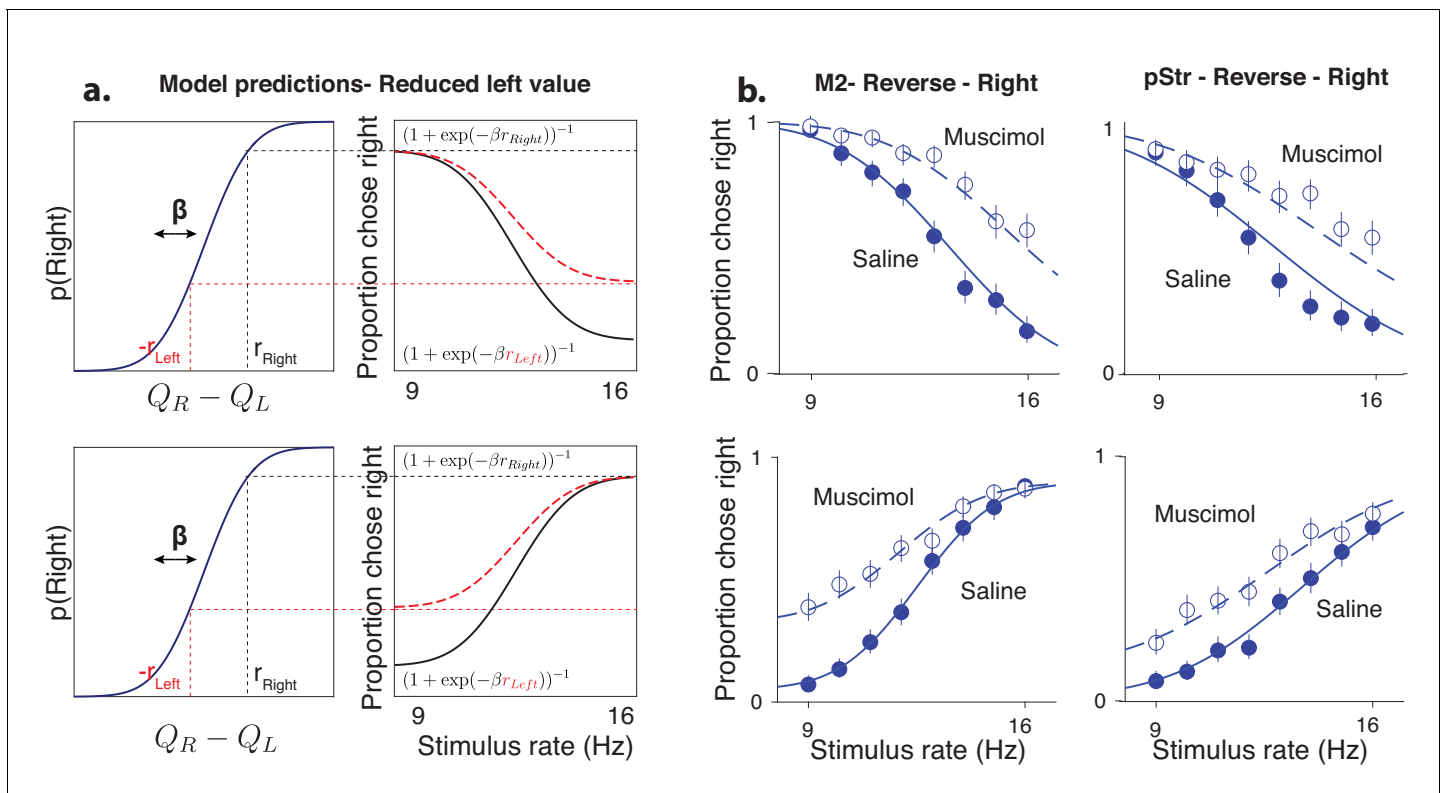 a.
Model predictions- Reduced left value
p(Right)
β
-r_Left
r_Right
Q_R − Q_L
Proportion chose right
(1 + exp(−βr_Right))⁻¹
(1 + exp(−βr_Left))⁻¹
9
16
p(Right)
β
-r_Left
r_Right
Q_R − Q_L
Proportion chose right
(1 + exp(−βr_Right))⁻¹
(1 + exp(−βr_Left))⁻¹
9
16
Stimulus rate (Hz)
b.
M2- Reverse - Right
Proportion chose right
1
0
Muscimol
Saline
9
16
pStr - Reverse - Right
1
0
Muscimol
Saline
9
16
Proportion chose right
1
0
Muscimol
Saline
9
16
Stimulus rate (Hz)
1
0
Muscimol
Saline
9
16
Stimulus rate (Hz)